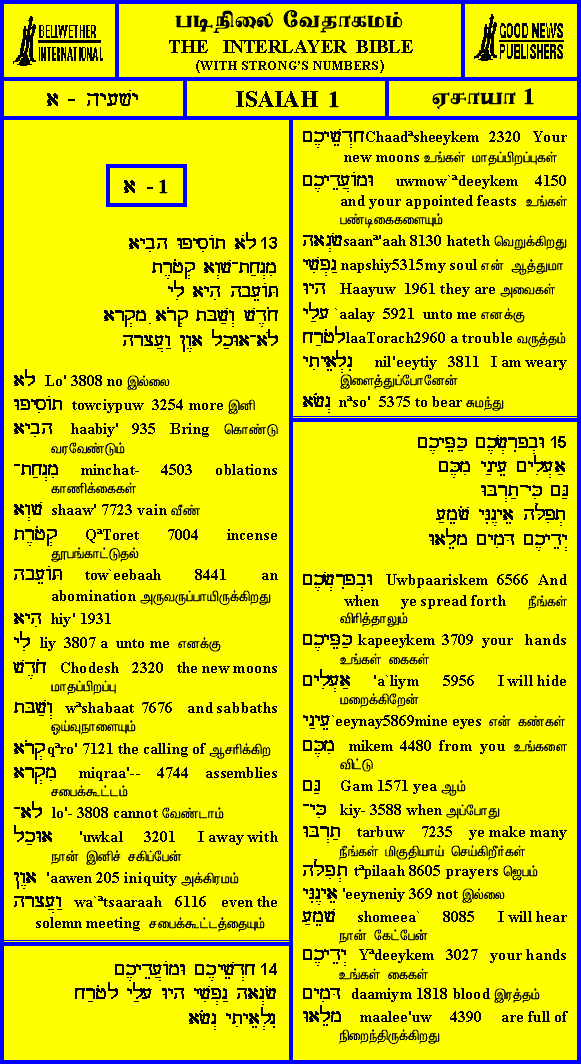 BELLWETHER
INTERNATIONAL
படிநிலை வேதாகமம்
THE INTERLAYER BIBLE
(WITH STRONG'S NUMBERS)
GOOD NEWS
PUBLISHERS
ישׁעיה - א
ISAIAH 1
ஏசாயா 1
א - 1
13 לֹא תוֹסִיפוּ הָבִיא
מִנְחַת־שָׁוְא קְטֹרֶת
תּוֹעֵבָה הִיא לִי
חֹדֶשׁ וְשַׁבָּת קְרֹא מִקְרָא
לֹא־אוּכַל אָוֶן וַעֲצָרָה
לֹא Lo' 3808 no இல்லை
תוֹסִיפוּ towciypuw 3254 more இனி
הָבִיא haabiy' 935 Bring கொண்டு
வரவேண்டும்
מִנְחַת־ minchat- 4503 oblations
காணிக்கைகள்
שָׁוְא shaaw' 7723 vain வீண்
קְטֹרֶת QªToret 7004 incense
தூபங்காட்டுதல்
תּוֹעֵבָה tow`eebaah 8441 an
abomination அருவருப்பாயிருக்கிறது
הִיא hiy' 1931
לִי liy 3807 a unto me எனக்கு
חֹדֶשׁ Chodesh 2320 the new moons
மாதப்பிறப்பு
וְשַׁבָּת wªshabaat 7676 and sabbaths
ஓய்வுநாளையும்
קְרֹא qªro' 7121 the calling of ஆசரிக்கிற
מִקְרָא miqraa'-- 4744 assemblies
சபைக்கூட்டம்
לֹא־ lo'- 3808 cannot வேண்டாம்
אוּכַל 'uwkal 3201 I away with
நான் இனிச் சகிப்பேன்
אָוֶן 'aawen 205 iniquity அக்கிரமம்
וַעֲצָרָה wa`ªtsaaraah 6116 even the
solemn meeting சபைக்கூட்டத்தையும்
14 חָדְשֵׁיכֶם וּמוֹעֲדֵיכֶם
שָׂנְאָה נַפְשִׁי הָיוּ עָלַי לָטֹרַח
נִלְאֵיתִי נְשֹׂא
חָדְשֵׁיכֶם Chaadªsheeykem 2320 Your
new moons உங்கள் மாதப்பிறப்புகள்
וּמוֹעֲדֵיכֶם uwmow`ªdeeykem 4150
and your appointed feasts உங்கள்
பண்டிகைகளையும்
שָׂנְאָה saanª'aah 8130 hateth வெறுக்கிறது
נַפְשִׁי napshiy5315my soul என் ஆத்துமா
הָיוּ Haayuw 1961 they are அவைகள்
עָלַי `aalay 5921 unto me எனக்கு
לָטֹרַח laaTorach2960 a trouble வருத்தம்
נִלְאֵיתִי nil'eeytiy 3811 I am weary
இளைத்துப்போனேன்
נְשֹׂא nªso' 5375 to bear சுமந்து
15 וּבְפָרִשְׂכֶם כַּפֵּיכֶם
אַעְלִים עֵינַי מִכֶּם
גַּם כִּי־תַרְבּוּ
תְפִלָּה אֵינֶנִּי שֹׁמֵעַ
יְדֵיכֶם דָּמִים מָלֵאוּ
וּבְפָרִשְׂכֶם Uwbpaariskem 6566 And
when ye spread forth நீங்கள்
விரித்தாலும்
כַּפֵּיכֶם kapeeykem 3709 your hands
உங்கள் கைகள்
אַעְלִים 'a`liym 5956 I will hide
மறைக்கிறேன்
עֵינַי `eeynay5869mine eyes என் கண்கள்
מִכֶּם mikem 4480 from you உங்களை
விட்டு
גַּם Gam 1571 yea ஆம்
כִּי־ kiy- 3588 when அப்போது
תַרְבּוּ tarbuw 7235 ye make many
நீங்கள் மிகுதியாய் செய்கிறீர்கள்
תְפִלָּה tªpilaah 8605 prayers ஜெபம்
אֵינֶנִּי 'eeyneniy 369 not இல்லை
שֹׁמֵעַ shomeea` 8085 I will hear
நான் கேட்பேன்
יְדֵיכֶם Yªdeeykem 3027 your hands
உங்கள் கைகள்
דָּמִים daamiym 1818 blood இரத்தம்
מָלֵאוּ maalee'uw 4390 are full of
நிறைந்திருக்கிறது